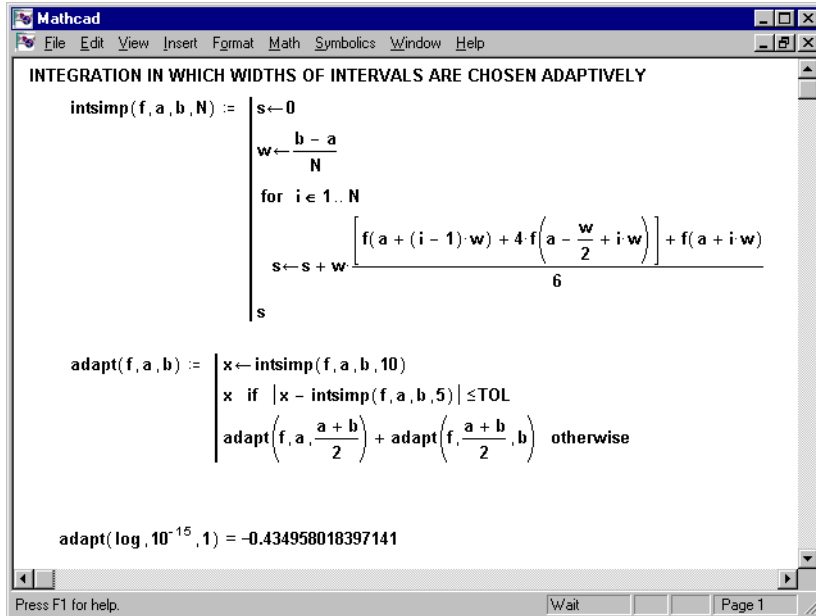 Mathcad
File Edit View Insert Format Math Symbolics Window Help
INTEGRATION IN WHICH WIDTHS OF INTERVALS ARE CHOSEN ADAPTIVELY
intsimp(f,a,b,N) := s←0
w← (b − a)/N
for i ∈ 1.. N
s←s + w·([f(a + (i − 1)·w) + 4·f(a − w/2 + i·w)] + f(a + i·w))/6
s
adapt(f,a,b) := x←intsimp(f,a,b,10)
x if |x − intsimp(f,a,b,5)| ≤TOL
adapt(f,a,(a + b)/2) + adapt(f,(a + b)/2,b) otherwise
adapt(log,10^-15,1) = -0.434958018397141
Press F1 for help. Wait Page 1